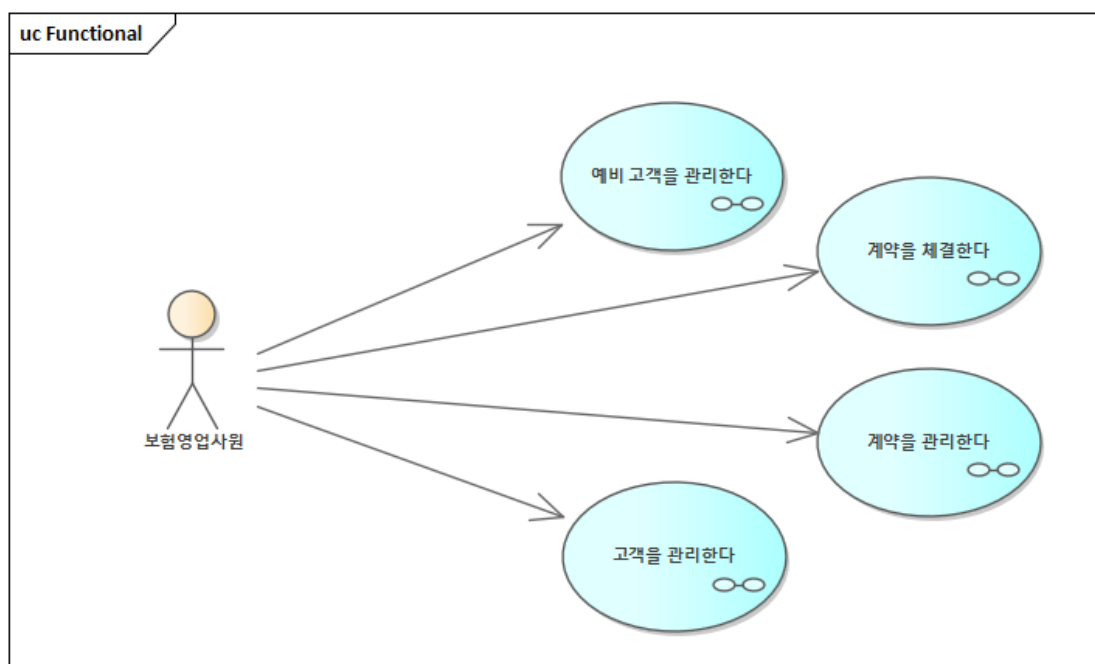 uc Functional
예비 고객을 관리한다
계약을 체결한다
보험영업사원
계약을 관리한다
고객을 관리한다